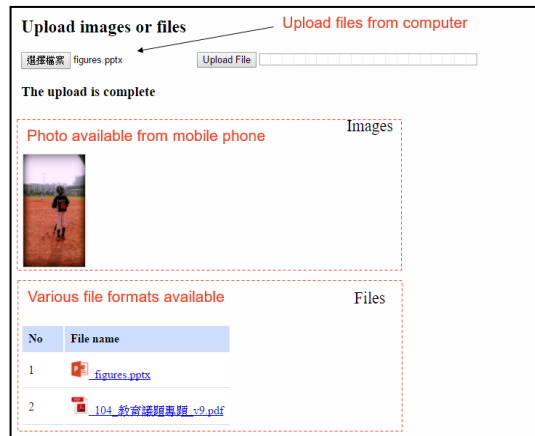 Upload images or files
Upload files from computer
選擇檔案 figures.pptx Upload File
The upload is complete
Images
Photo available from mobile phone
Various file formats available
Files
No File name
1 figures.pptx
2 104_教育議題專題_v9.pdf